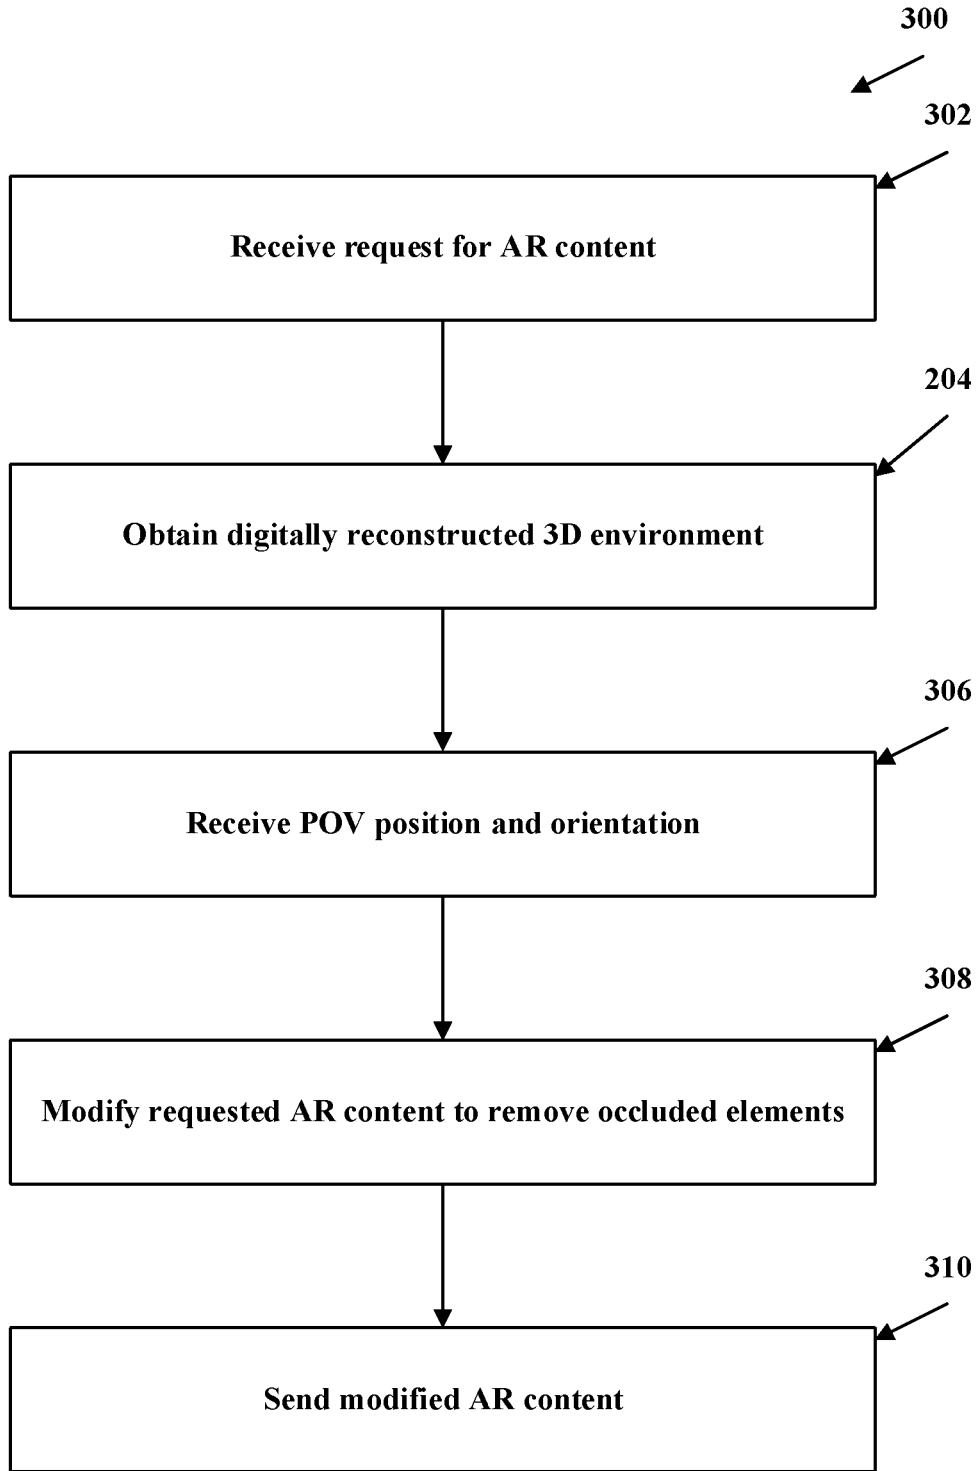 300
302
Receive request for AR content
204
Obtain digitally reconstructed 3D environment
306
Receive POV position and orientation
308
Modify requested AR content to remove occluded elements
310
Send modified AR content